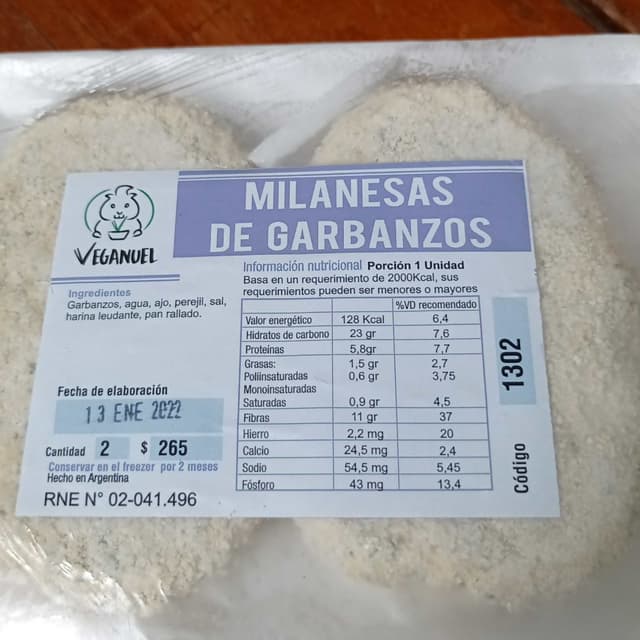 MILANESAS
DE GARBANZOS
VEGANUEL
Ingredientes
Garbanzos, agua, ajo, perejil, sal,
harina leudante, pan rallado.
Fecha de elaboración
13 ENE 2022
Cantidad 2 $ 265
Conservar en el freezer por 2 meses
Hecho en Argentina
RNE N° 02-041.496
Información nutricional Porción 1 Unidad
Basa en un requerimiento de 2000Kcal, sus
requerimientos pueden ser menores o mayores
%VD recomendado
Valor energético 128 Kcal 6,4
Hidratos de carbono 23 gr 7,6
Proteinas 5,8gr 7,7
Grasas: 1,5 gr 2,7
Poliinsaturadas 0,6 gr 3,75
Monoinsaturadas
Saturadas 0,9 gr 4,5
Fibras 11 gr 37
Hierro 2,2 mg 20
Calcio 24,5 mg 2,4
Sodio 54,5 mg 5,45
Fósforo 43 mg 13,4
Código 1302